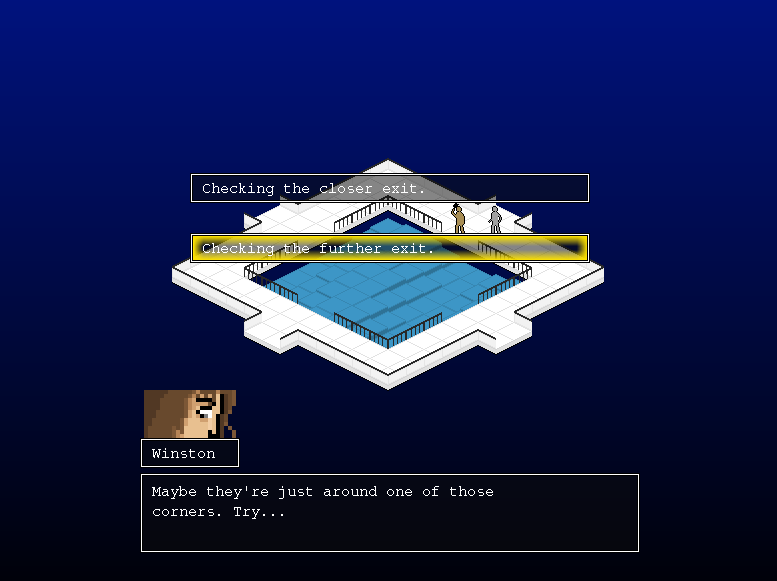 Checking the closer exit.
Checking the further exit.
Winston
Maybe they're just around one of those
corners. Try...